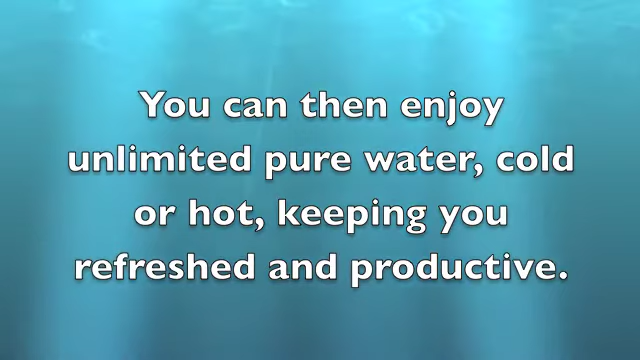 You can then enjoy
unlimited pure water, cold
or hot, keeping you
refreshed and productive.